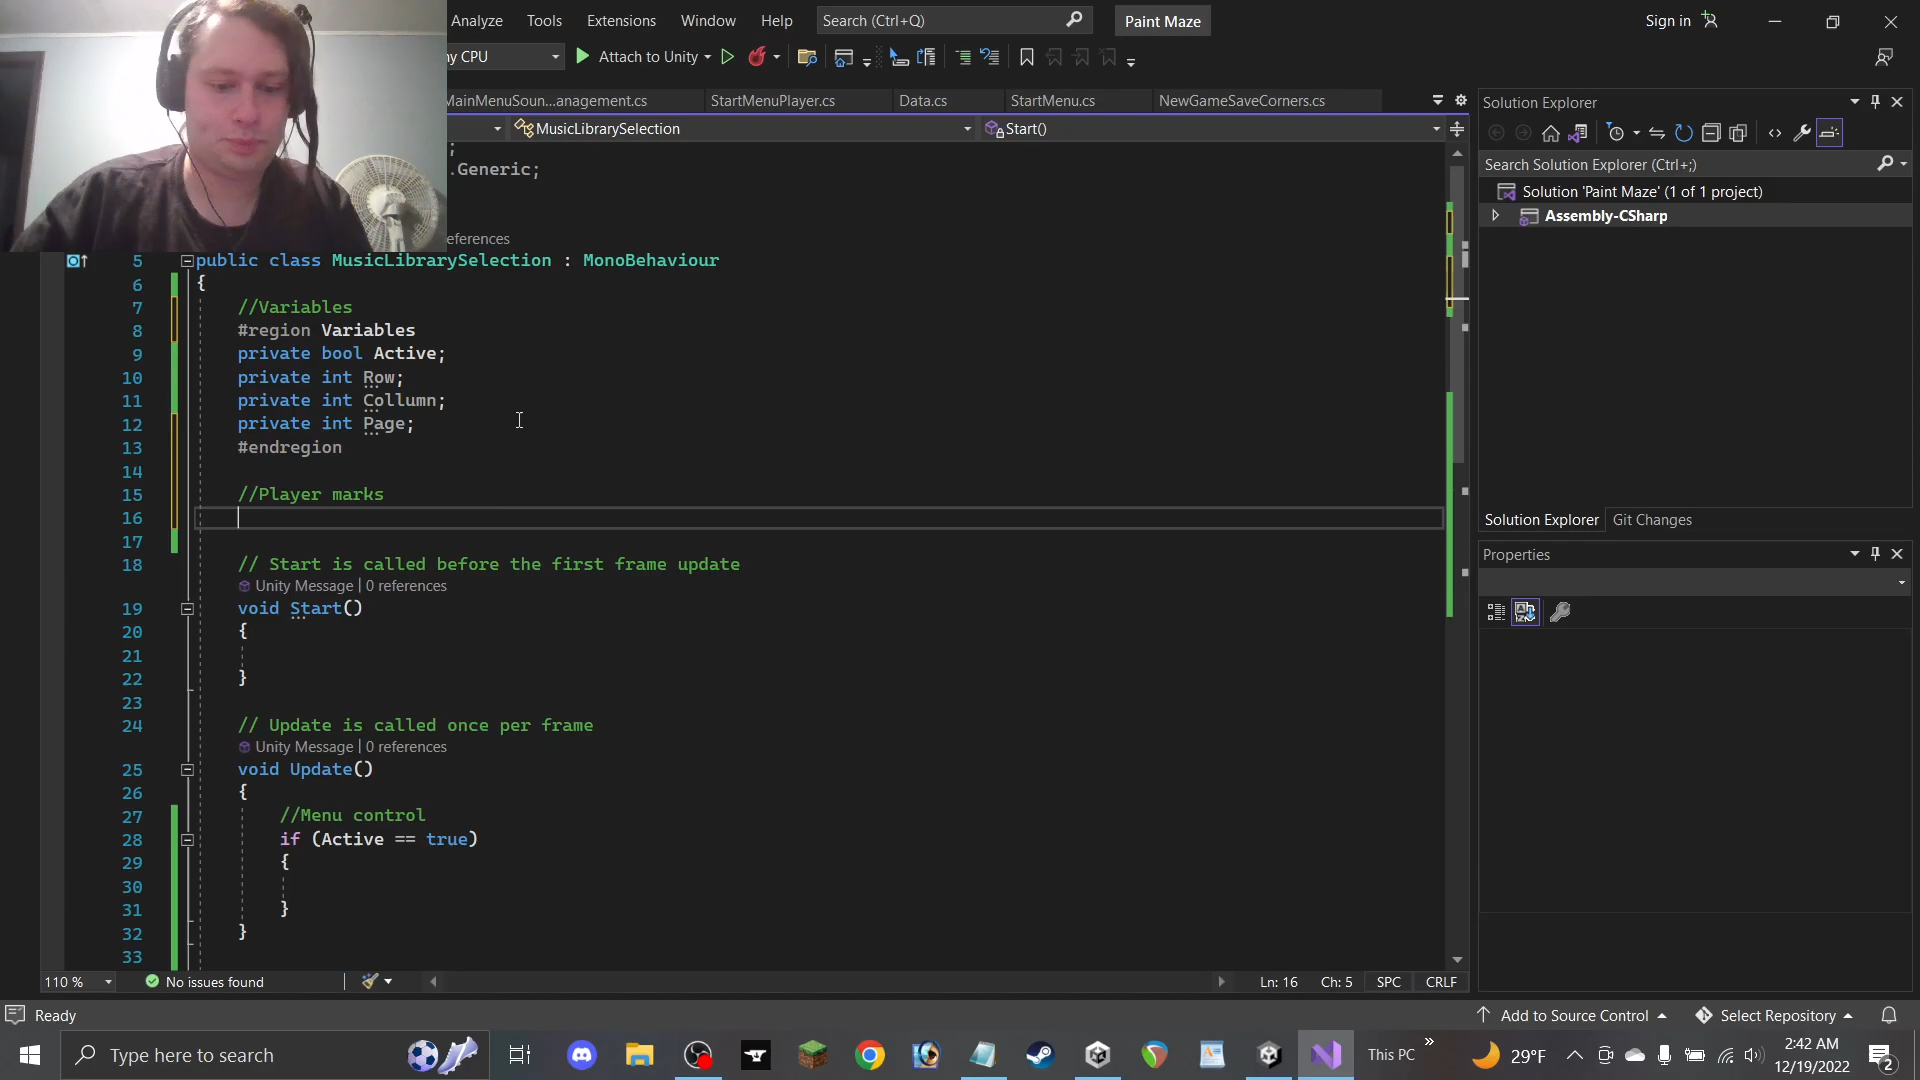 Analyze Tools Extensions Window Help Search (Ctrl+Q) Paint Maze Sign in
ny CPU Attach to Unity
MainMenuSoun...anagement.cs StartMenuPlayer.cs Data.cs StartMenu.cs NewGameSaveCorners.cs
MusicLibrarySelection Start()
;
.Generic;
eferences
5 public class MusicLibrarySelection : MonoBehaviour
6 {
7 //Variables
8 #region Variables
9 private bool Active;
10 private int Row;
11 private int Collumn;
12 private int Page;
13 #endregion
14
15 //Player marks
16
17
18 // Start is called before the first frame update
Unity Message | 0 references
19 void Start()
20 {
21
22 }
23
24 // Update is called once per frame
Unity Message | 0 references
25 void Update()
26 {
27 //Menu control
28 if (Active == true)
29 {
30
31 }
32 }
33
110 % No issues found Ln: 16 Ch: 5 SPC CRLF
Solution Explorer
Search Solution Explorer (Ctrl+;)
Solution 'Paint Maze' (1 of 1 project)
Assembly-CSharp
Solution Explorer Git Changes
Properties
Ready Add to Source Control Select Repository
Type here to search This PC 29°F 2:42 AM
12/19/2022
2